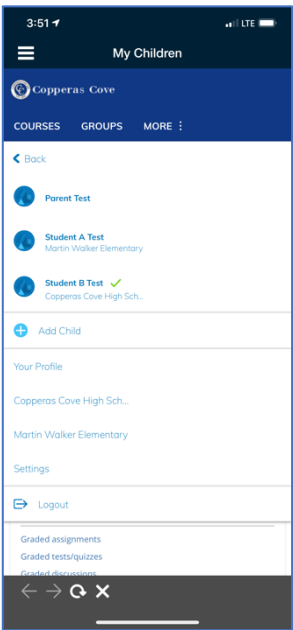 3:51
LTE
My Children
Copperas Cove
COURSES GROUPS MORE
Back
Parent Test
Student A Test
Martin Walker Elementary
Student B Test
Copperas Cove High Sch...
Add Child
Your Profile
Copperas Cove High Sch...
Martin Walker Elementary
Settings
Logout
Graded assignments
Graded tests/quizzes
Graded discussions